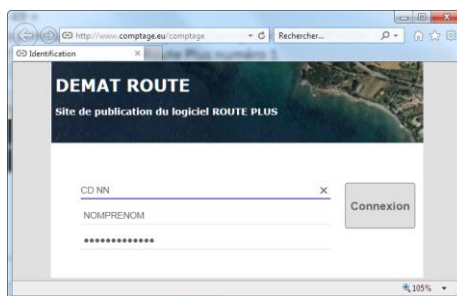 http://www.comptage.eu/comptage
Rechercher...
Identification
DEMAT ROUTE
Site de publication du logiciel ROUTE PLUS
CD NN
NOMPRENOM
Connexion
105%